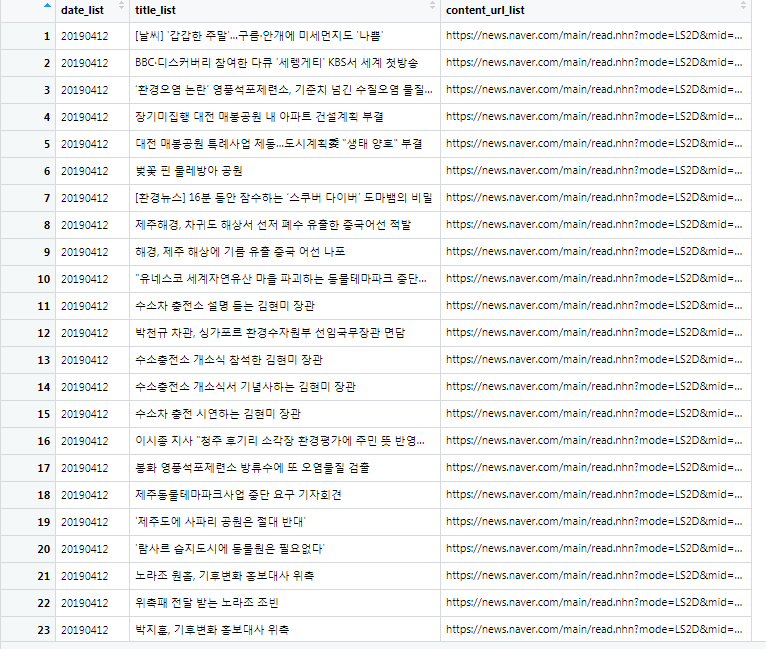 date_list title_list content_url_list
1 20190412 [날씨] '갑갑한 주말'…구름·안개에 미세먼지도 '나쁨' https://news.naver.com/main/read.nhn?mode=LS2D&mid=...
2 20190412 BBC·디스커버리 참여한 다큐 '세렝게티' KBS서 세계 첫방송 https://news.naver.com/main/read.nhn?mode=LS2D&mid=...
3 20190412 '환경오염 논란' 영풍석포제련소, 기준치 넘긴 수질오염 물질... https://news.naver.com/main/read.nhn?mode=LS2D&mid=...
4 20190412 장기미집행 대전 매봉공원 내 아파트 건설계획 부결 https://news.naver.com/main/read.nhn?mode=LS2D&mid=...
5 20190412 대전 매봉공원 특례사업 제동…도시계획委 "생태 양호" 부결 https://news.naver.com/main/read.nhn?mode=LS2D&mid=...
6 20190412 벚꽃 핀 물레방아 공원 https://news.naver.com/main/read.nhn?mode=LS2D&mid=...
7 20190412 [환경뉴스] 16분 동안 잠수하는 '스쿠버 다이버' 도마뱀의 비밀 https://news.naver.com/main/read.nhn?mode=LS2D&mid=...
8 20190412 제주해경, 차귀도 해상서 선저 폐수 유출한 중국어선 적발 https://news.naver.com/main/read.nhn?mode=LS2D&mid=...
9 20190412 해경, 제주 해상에 기름 유출 중국 어선 나포 https://news.naver.com/main/read.nhn?mode=LS2D&mid=...
10 20190412 "유네스코 세계자연유산 마을 파괴하는 동물테마파크 중단... https://news.naver.com/main/read.nhn?mode=LS2D&mid=...
11 20190412 수소차 충전소 설명 듣는 김현미 장관 https://news.naver.com/main/read.nhn?mode=LS2D&mid=...
12 20190412 박천규 차관, 싱가포르 환경수자원부 선임국무장관 면담 https://news.naver.com/main/read.nhn?mode=LS2D&mid=...
13 20190412 수소충전소 개소식 참석한 김현미 장관 https://news.naver.com/main/read.nhn?mode=LS2D&mid=...
14 20190412 수소충전소 개소식서 기념사하는 김현미 장관 https://news.naver.com/main/read.nhn?mode=LS2D&mid=...
15 20190412 수소차 충전 시연하는 김현미 장관 https://news.naver.com/main/read.nhn?mode=LS2D&mid=...
16 20190412 이시종 지사 "청주 후기리 소각장 환경평가에 주민 뜻 반영... https://news.naver.com/main/read.nhn?mode=LS2D&mid=...
17 20190412 봉화 영풍석포제련소 방류수에 또 오염물질 검출 https://news.naver.com/main/read.nhn?mode=LS2D&mid=...
18 20190412 제주동물테마파크사업 중단 요구 기자회견 https://news.naver.com/main/read.nhn?mode=LS2D&mid=...
19 20190412 '제주도에 사파리 공원은 절대 반대' https://news.naver.com/main/read.nhn?mode=LS2D&mid=...
20 20190412 '람사르 습지도시에 동물원은 필요없다' https://news.naver.com/main/read.nhn?mode=LS2D&mid=...
21 20190412 노라조 원흠, 기후변화 홍보대사 위촉 https://news.naver.com/main/read.nhn?mode=LS2D&mid=...
22 20190412 위촉패 전달 받는 노라조 조빈 https://news.naver.com/main/read.nhn?mode=LS2D&mid=...
23 20190412 박지훈, 기후변화 홍보대사 위촉 https://news.naver.com/main/read.nhn?mode=LS2D&mid=...